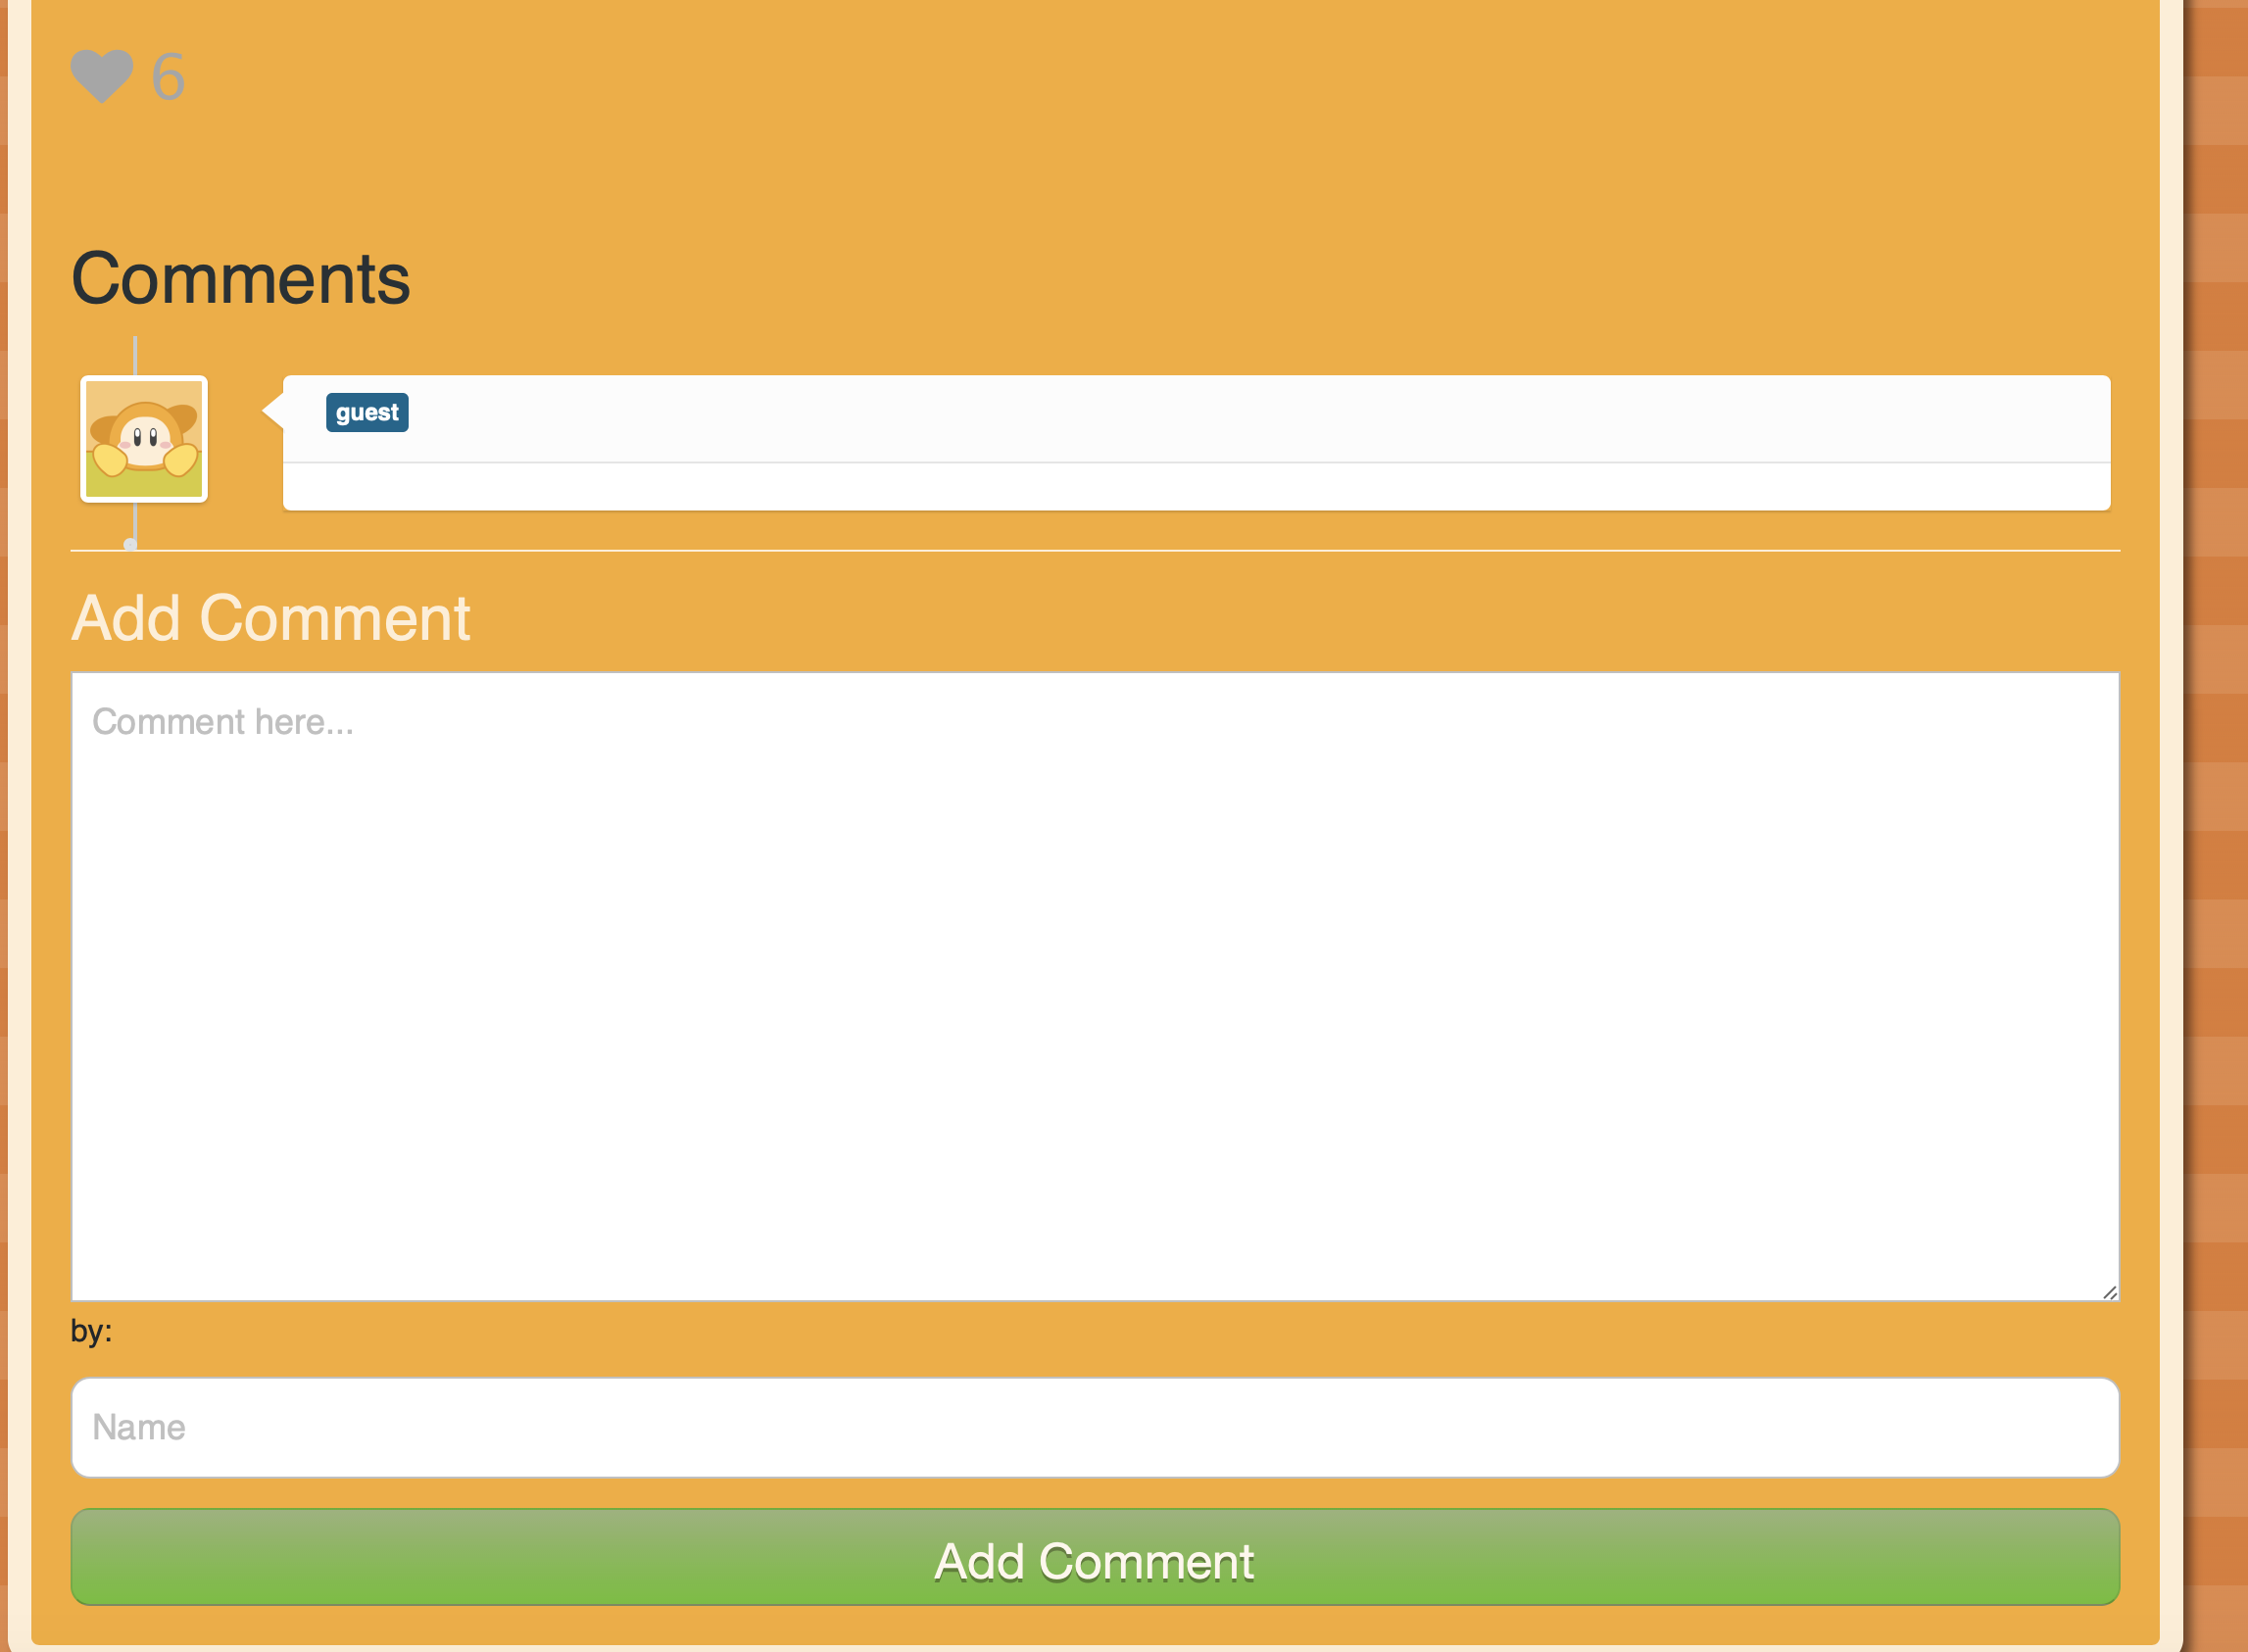 6
Comments
guest
Add Comment
Comment here...
by:
Name
Add Comment